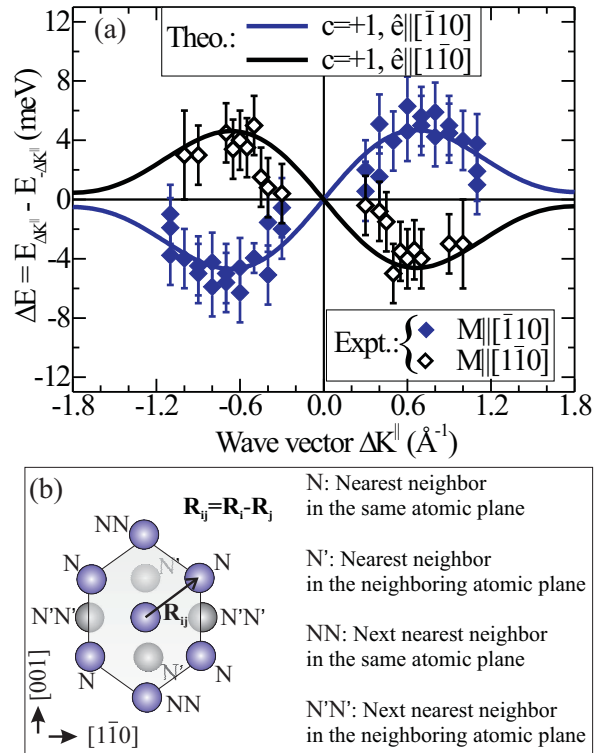 (a)
Theo.:
c=+1, ê||[1̄10]
c=+1, ê||[11̄0]
12
8
4
0
-4
-8
-12
ΔE = E_ΔK^|| - E_-ΔK^|| (meV)
Expt.:{
M||[1̄10]
M||[11̄0]
-1.8 -1.2 -0.6 0.0 0.6 1.2 1.8
Wave vector ΔK^|| (Å⁻¹)
(b)
R_ij=R_i-R_j
NN
N N' N
N'N' R_ij N'N'
N N' N
NN
[001]
[11̄0]
N: Nearest neighbor
in the same atomic plane
N': Nearest neighbor
in the neighboring atomic plane
NN: Next nearest neighbor
in the same atomic plane
N'N': Next nearest neighbor
in the neighboring atomic plane